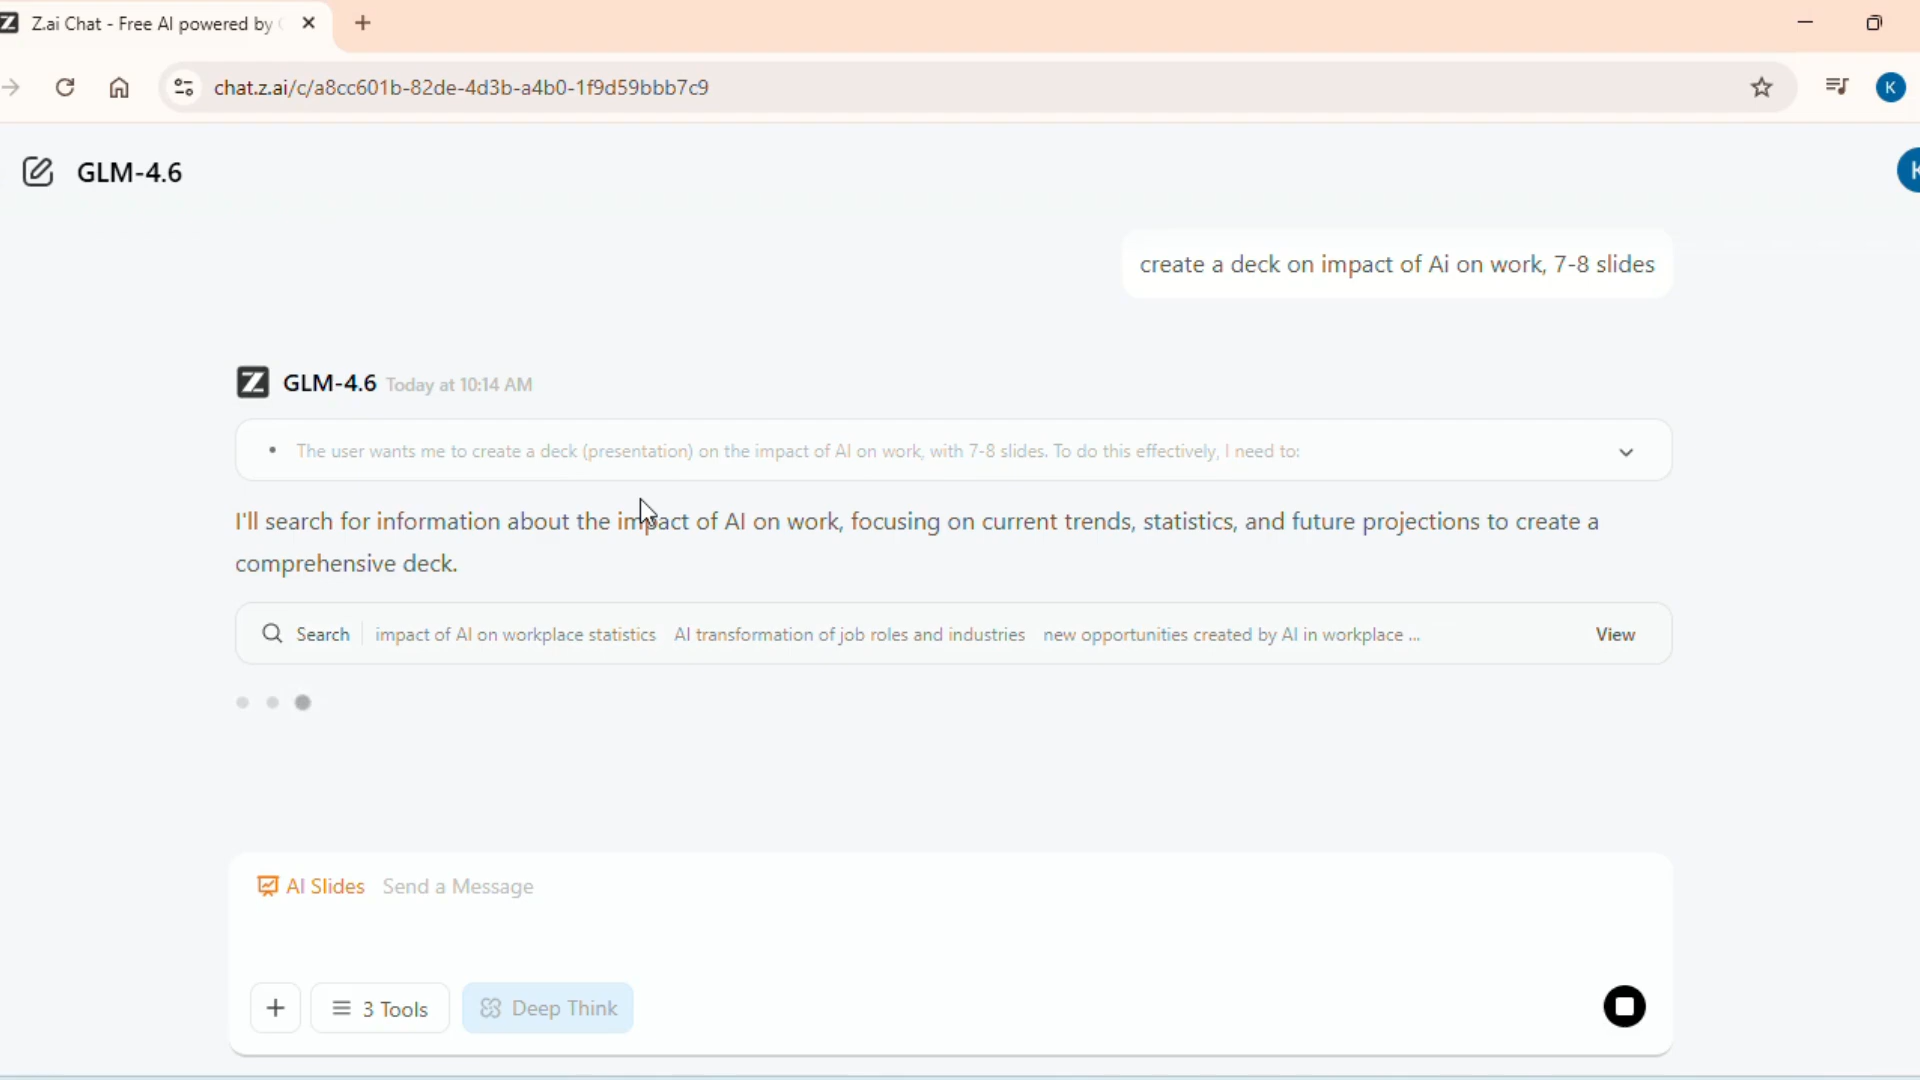 Z.ai Chat - Free AI powered by
chat.z.ai/c/a8cc601b-82de-4d3b-a4b0-1f9d59bbb7c9
K
GLM-4.6
K
create a deck on impact of Ai on work, 7-8 slides
Z GLM-4.6 Today at 10:14 AM
• The user wants me to create a deck (presentation) on the impact of AI on work, with 7-8 slides. To do this effectively, I need to:
I'll search for information about the impact of AI on work, focusing on current trends, statistics, and future projections to create a
comprehensive deck.
Search impact of AI on workplace statistics AI transformation of job roles and industries new opportunities created by AI in workplace ... View
AI Slides Send a Message
3 Tools Deep Think